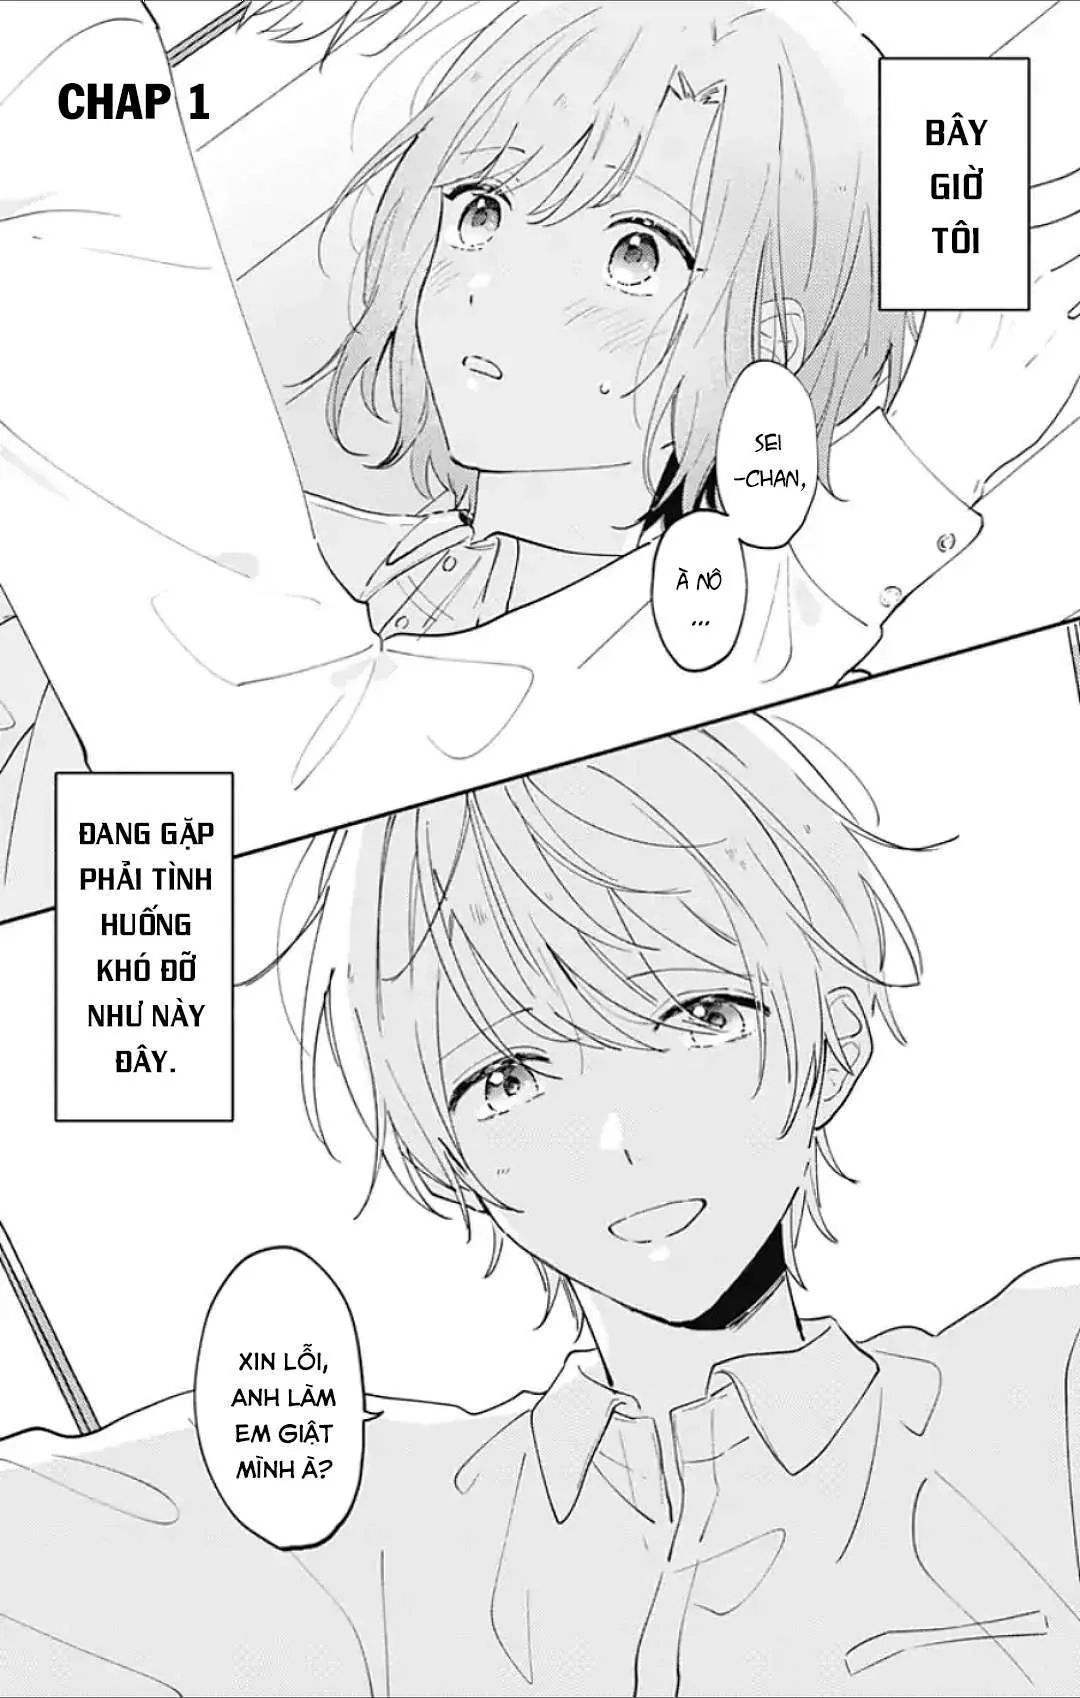 CHAP 1
BÂY
GIỜ
TÔI
SEI
-CHAN,
À NÔ
...
ĐANG GẶP
PHẢI TÌNH
HUỐNG
KHÓ ĐỠ
NHƯ NÀY
ĐÂY.
XIN LỖI,
ANH LÀM
EM GIẬT
MÌNH À?